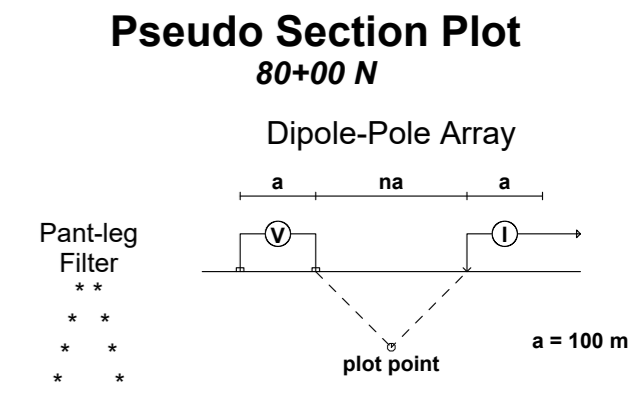 Pseudo Section Plot
80+00 N
Dipole-Pole Array
a na a
V I
Pant-leg
Filter
* *
* *
* *
* *
plot point
a = 100 m